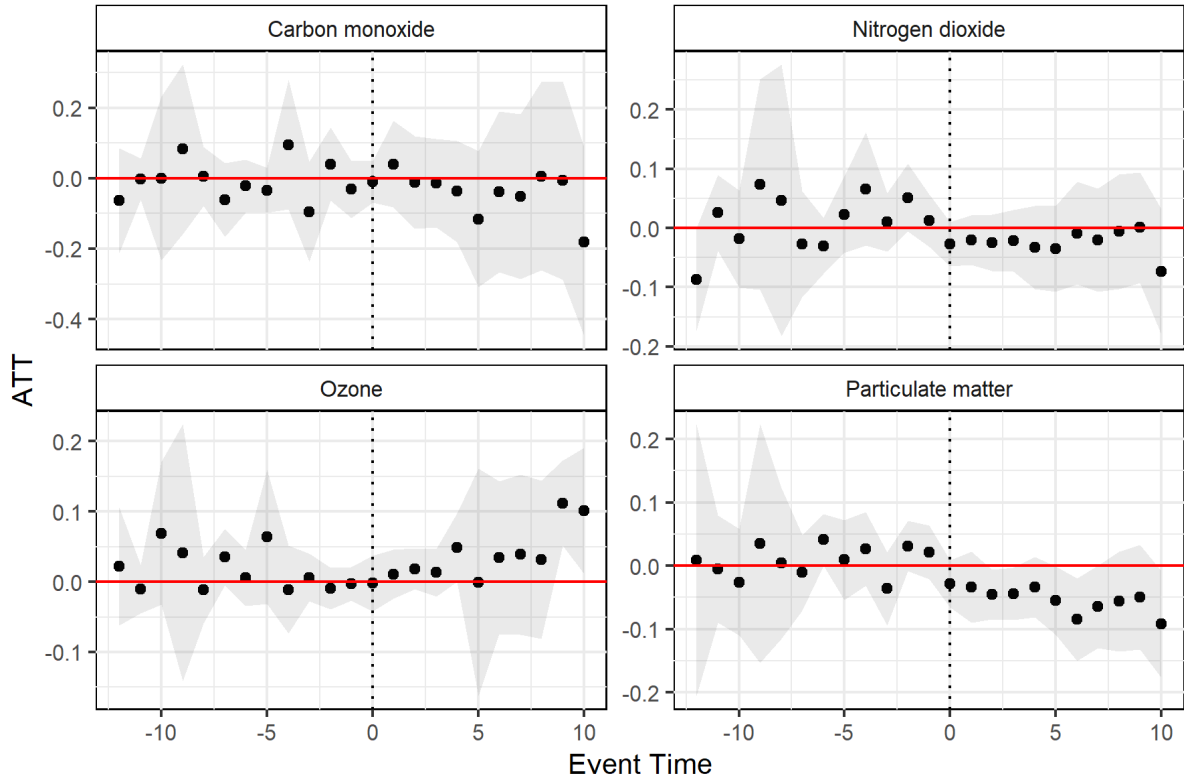 Carbon monoxide
Nitrogen dioxide
0.2
0.0
-0.2
-0.4
0.2
0.1
0.0
-0.1
-0.2
ATT
Ozone
Particulate matter
0.2
0.1
0.0
-0.1
0.2
0.1
0.0
-0.1
-0.2
-10 -5 0 5 10
-10 -5 0 5 10
Event Time